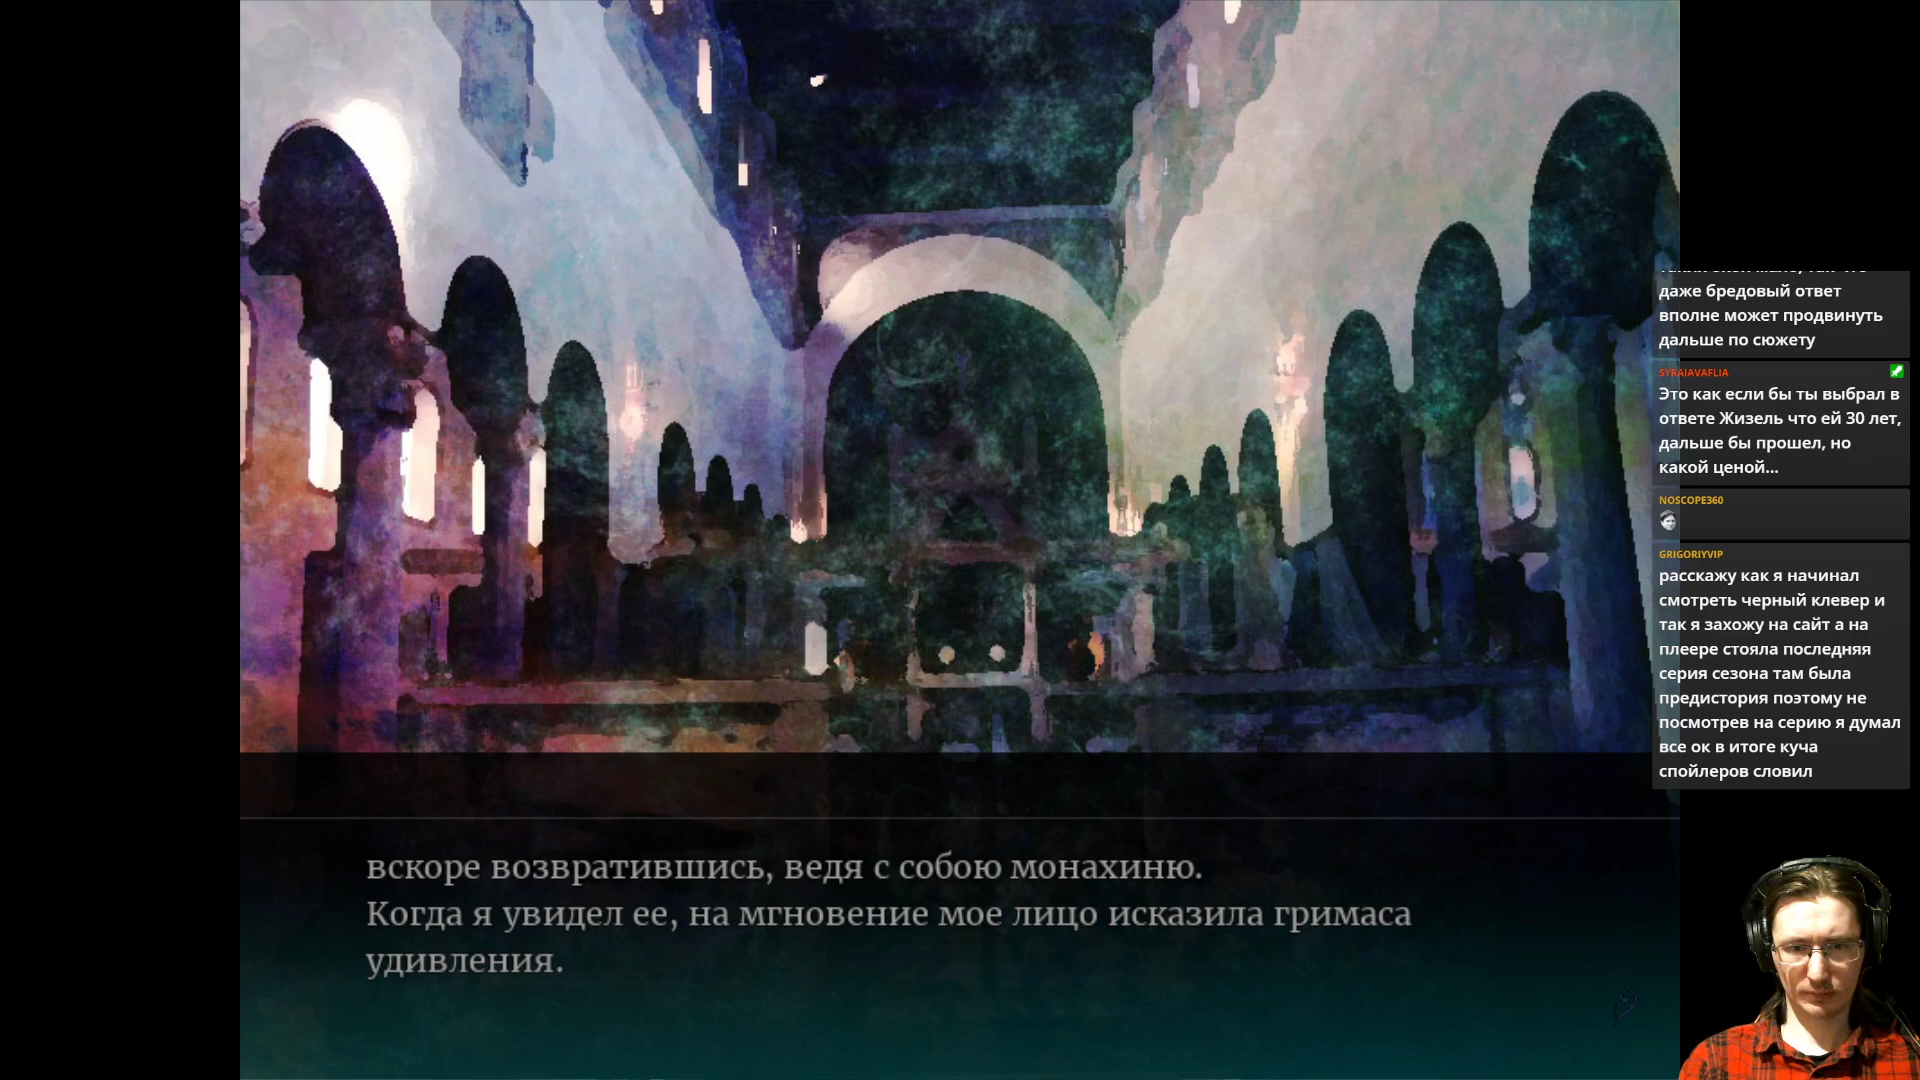 даже бредовый ответ
вполне может продвинуть
дальше по сюжету
SYRAIAVAFLIA
Это как если бы ты выбрал в
ответе Жизель что ей 30 лет,
дальше бы прошел, но
какой ценой...
NOSCOPE360
GRIGORIYVIP
расскажу как я начинал
смотреть черный клевер и
так я захожу на сайт а на
плеере стояла последняя
серия сезона там была
предистория поэтому не
посмотрев на серию я думал
все ок в итоге куча
спойлеров словил
вскоре возвратившись, ведя с собою монахиню.
Когда я увидел ее, на мгновение мое лицо исказила гримаса
удивления.